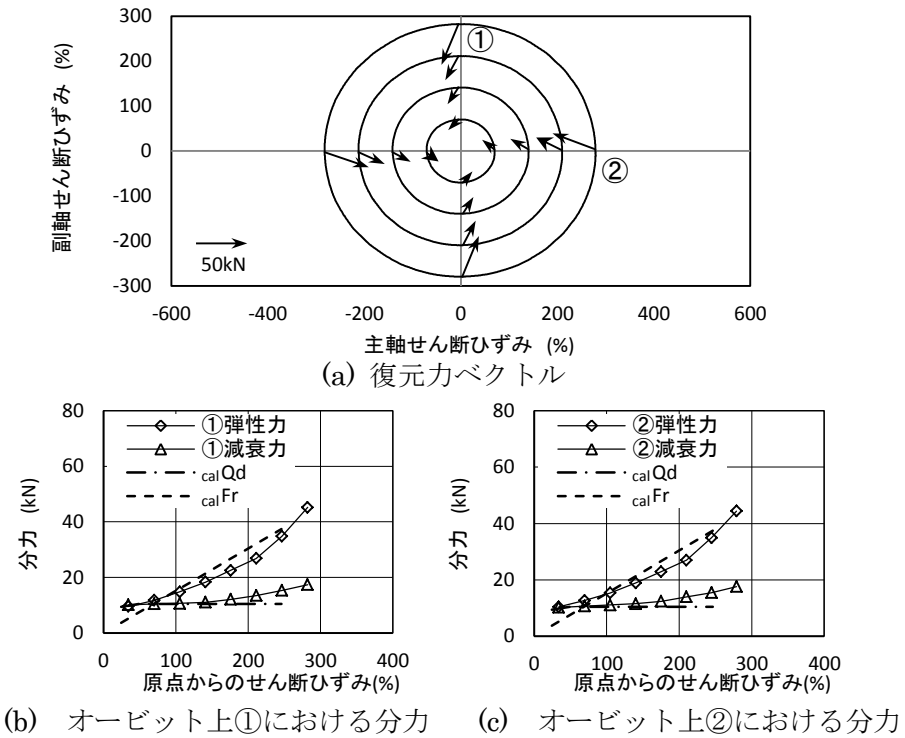 300
200
100
0
-100
-200
-300
副軸せん断ひずみ (%)
①
②
50kN
-600 -400 -200 0 200 400 600
主軸せん断ひずみ (%)
(a) 復元力ベクトル
80
60
40
20
0
分力 (kN)
①弾性力
①減衰力
calQd
calFr
0 100 200 300 400
原点からのせん断ひずみ(%)
(b) オービット上①における分力
80
60
40
20
0
分力 (kN)
②弾性力
②減衰力
calQd
calFr
0 100 200 300 400
原点からのせん断ひずみ(%)
(c) オービット上②における分力